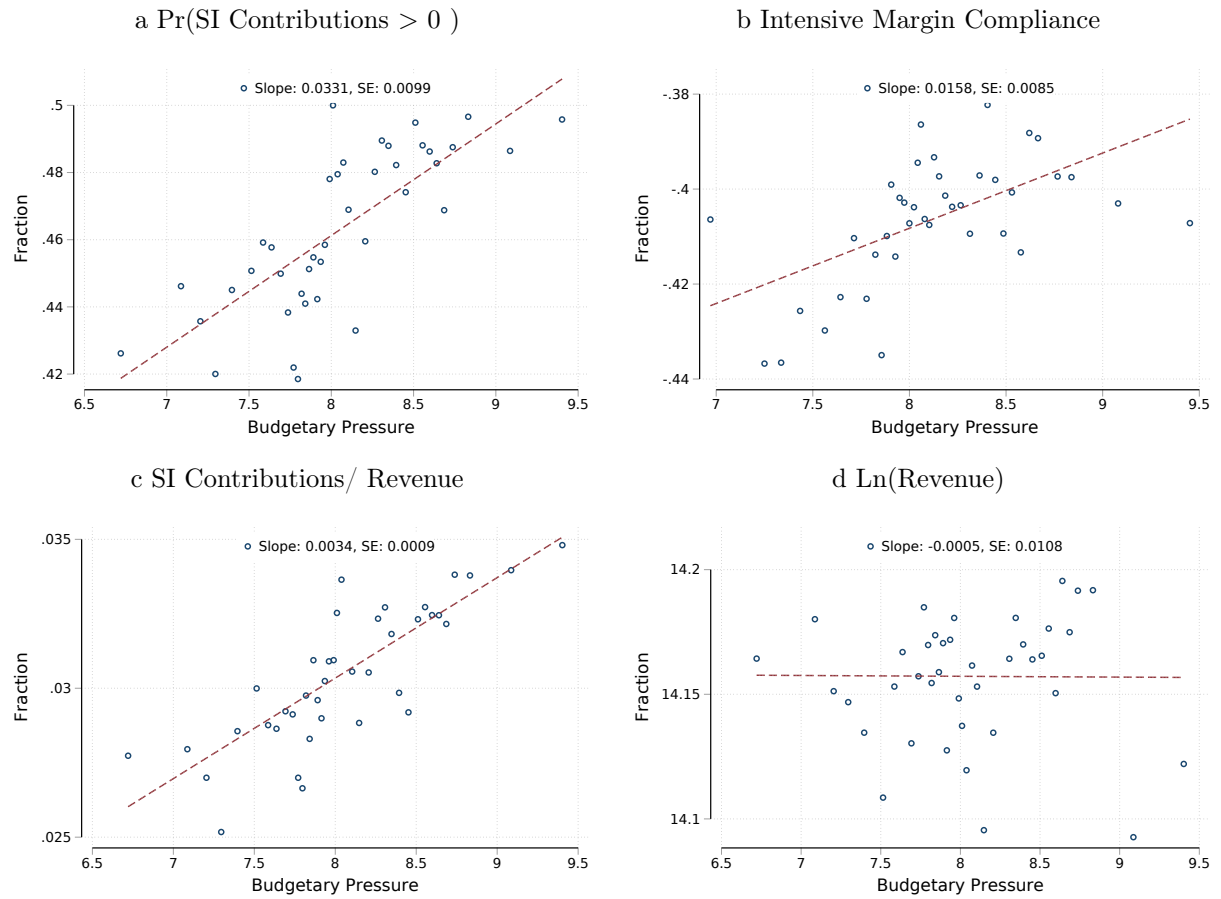 a Pr(SI Contributions > 0 )
Slope: 0.0331, SE: 0.0099
.5
.48
.46
.44
.42
Fraction
6.5 7 7.5 8 8.5 9 9.5
Budgetary Pressure
b Intensive Margin Compliance
Slope: 0.0158, SE: 0.0085
-.38
-.4
-.42
-.44
Fraction
7 7.5 8 8.5 9 9.5
Budgetary Pressure
c SI Contributions/ Revenue
Slope: 0.0034, SE: 0.0009
.035
.03
.025
Fraction
6.5 7 7.5 8 8.5 9 9.5
Budgetary Pressure
d Ln(Revenue)
Slope: -0.0005, SE: 0.0108
14.2
14.15
14.1
Fraction
6.5 7 7.5 8 8.5 9 9.5
Budgetary Pressure